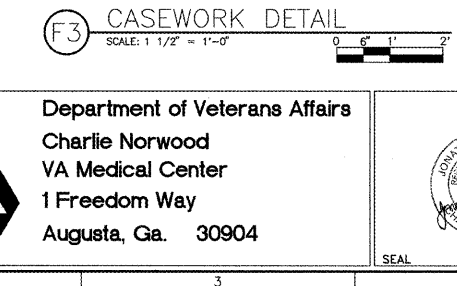 F3 CASEWORK DETAIL
SCALE: 1 1/2" = 1'-0"
0 6" 1' 2'
Department of Veterans Affairs
Charlie Norwood
VA Medical Center
1 Freedom Way
Augusta, Ga. 30904
SEAL
3